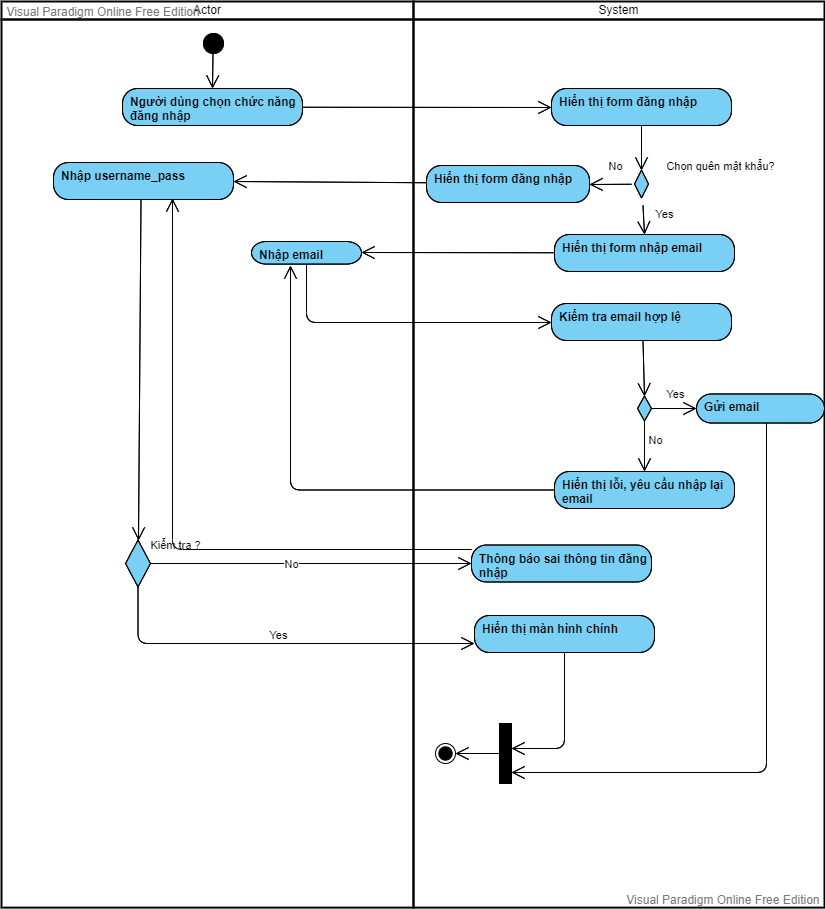 Visual Paradigm Online Free Edition
Actor
System
Người dùng chọn chức năng
đăng nhập
Hiển thị form đăng nhập
Chọn quên mật khẩu?
No
Hiển thị form đăng nhập
Nhập username_pass
Yes
Hiển thị form nhập email
Nhập email
Kiểm tra email hợp lệ
Yes
Gửi email
No
Hiển thị lỗi, yêu cầu nhập lại
email
Kiểm tra ?
No
Thông báo sai thông tin đăng
nhập
Yes
Hiển thị màn hình chính
Visual Paradigm Online Free Edition